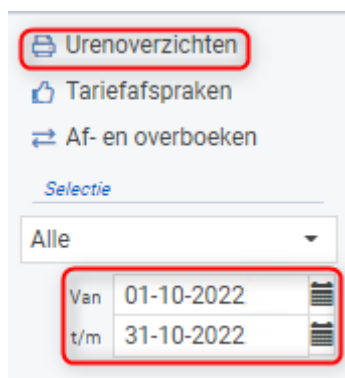 Urenoverzichten
Tariefafspraken
Af- en overboeken
Selectie
Alle
Van 01-10-2022
t/m 31-10-2022